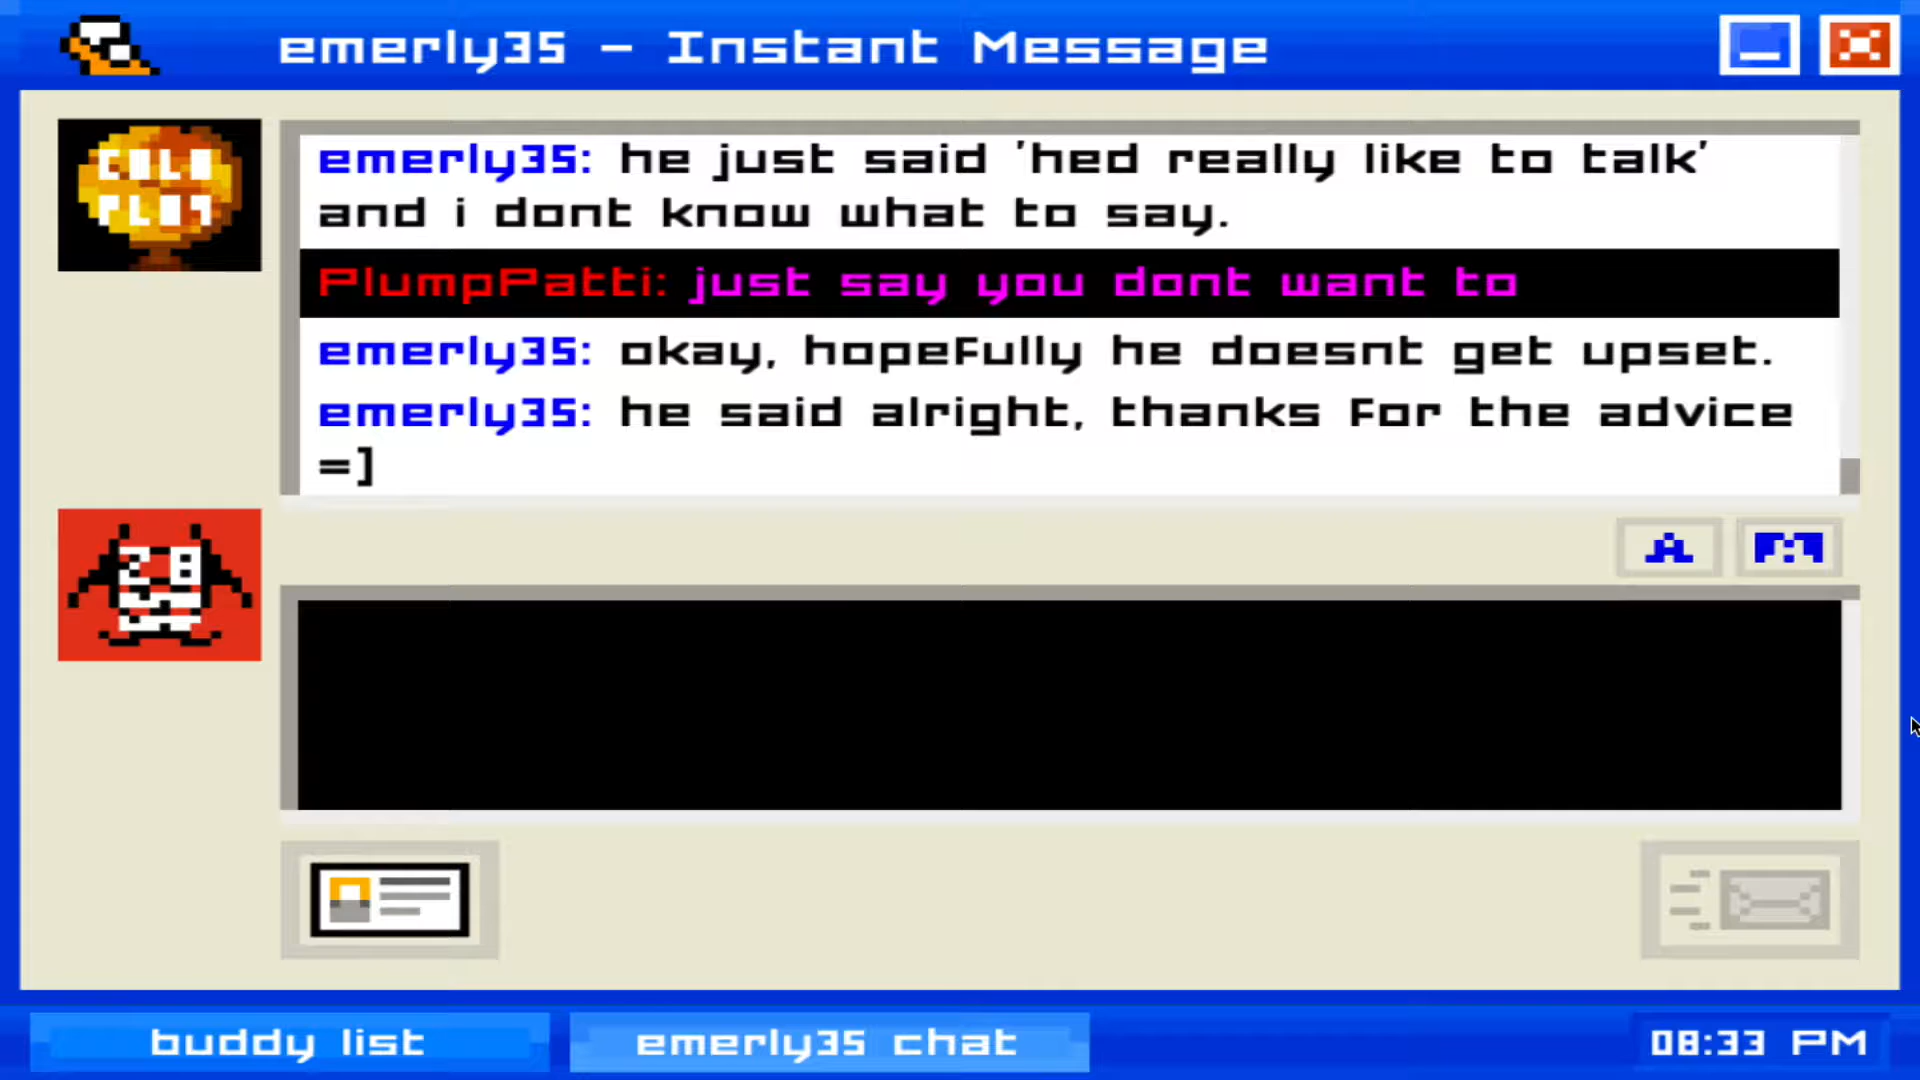 emerly35 - Instant Message
COLD
PLOT
emerly35: he just said 'hed really like to talk'
and i dont know what to say.
PlumpPatti: just say you dont want to
emerly35: okay, hopefully he doesnt get upset.
emerly35: he said alright, thanks for the advice
=]
A
buddy list
emerly35 chat
08:33 PM